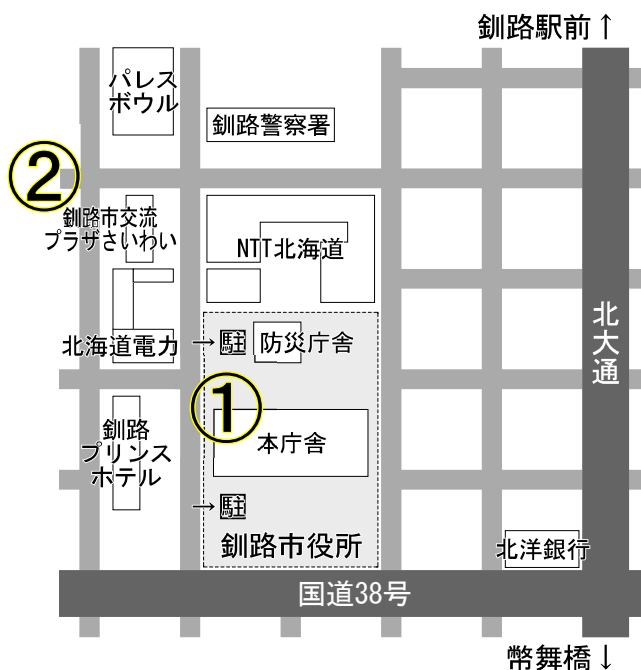 釧路駅前↑
パレス
ボウル
釧路警察署
②
釧路市交流
プラザさいわい
NTT北海道
北大通
北海道電力
→駐
防災庁舎
①
釧路
プリンス
ホテル
本庁舎
→駐
釧路市役所
北洋銀行
国道38号
幣舞橋↓